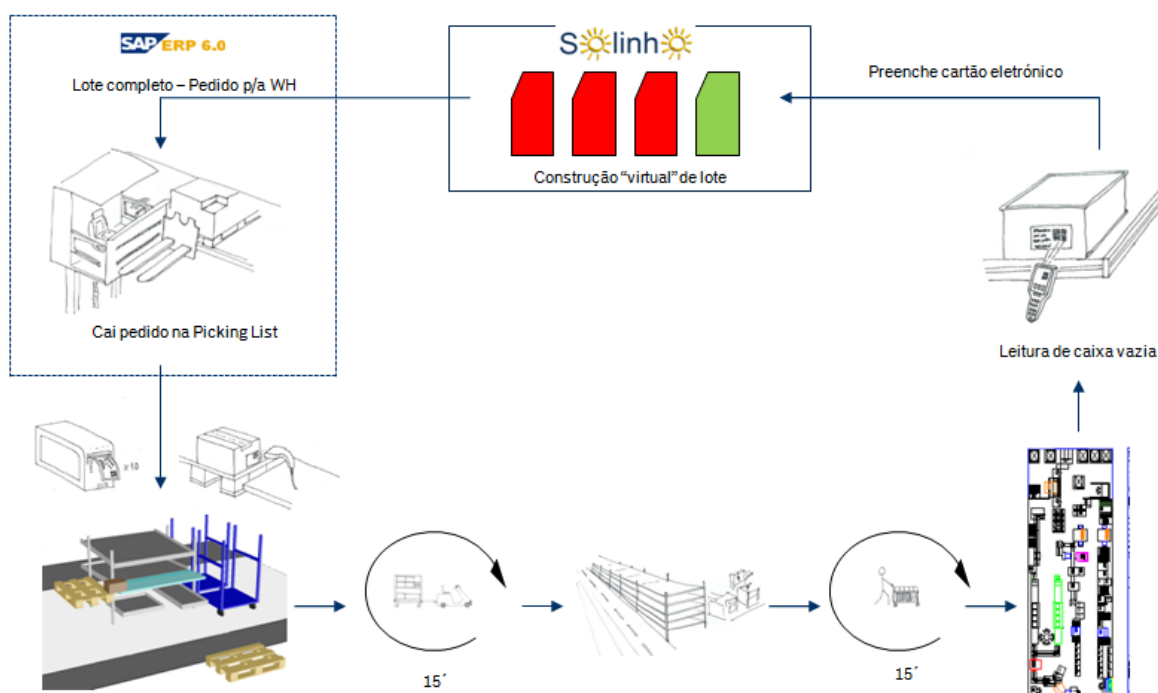 SAP ERP 6.0
Lote completo – Pedido p/a WH
Cai pedido na Picking List
Solinho
Construção “virtual” de lote
Preenche cartão eletrónico
Leitura de caixa vazia
x 10
15´
15´